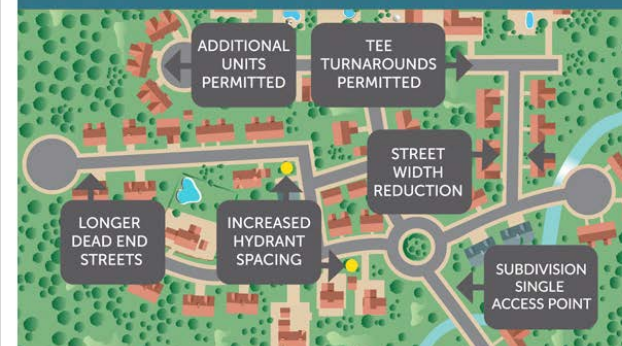 ADDITIONAL
UNITS
PERMITTED
TEE
TURNAROUNDS
PERMITTED
STREET
WIDTH
REDUCTION
LONGER
DEAD END
STREETS
INCREASED
HYDRANT
SPACING
SUBDIVISION
SINGLE
ACCESS POINT